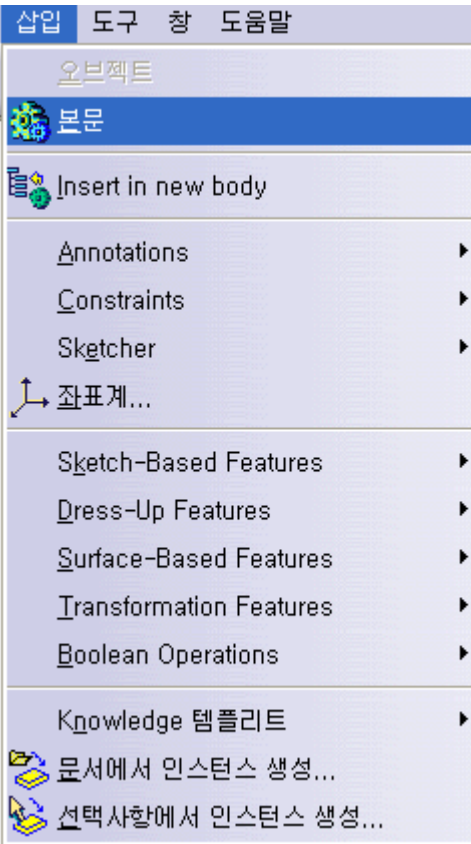 삽입 도구 창 도움말
오브젝트
본문
Insert in new body
Annotations
Constraints
Sketcher
좌표계...
Sketch-Based Features
Dress-Up Features
Surface-Based Features
Transformation Features
Boolean Operations
Knowledge 템플리트
문서에서 인스턴스 생성...
선택사항에서 인스턴스 생성...